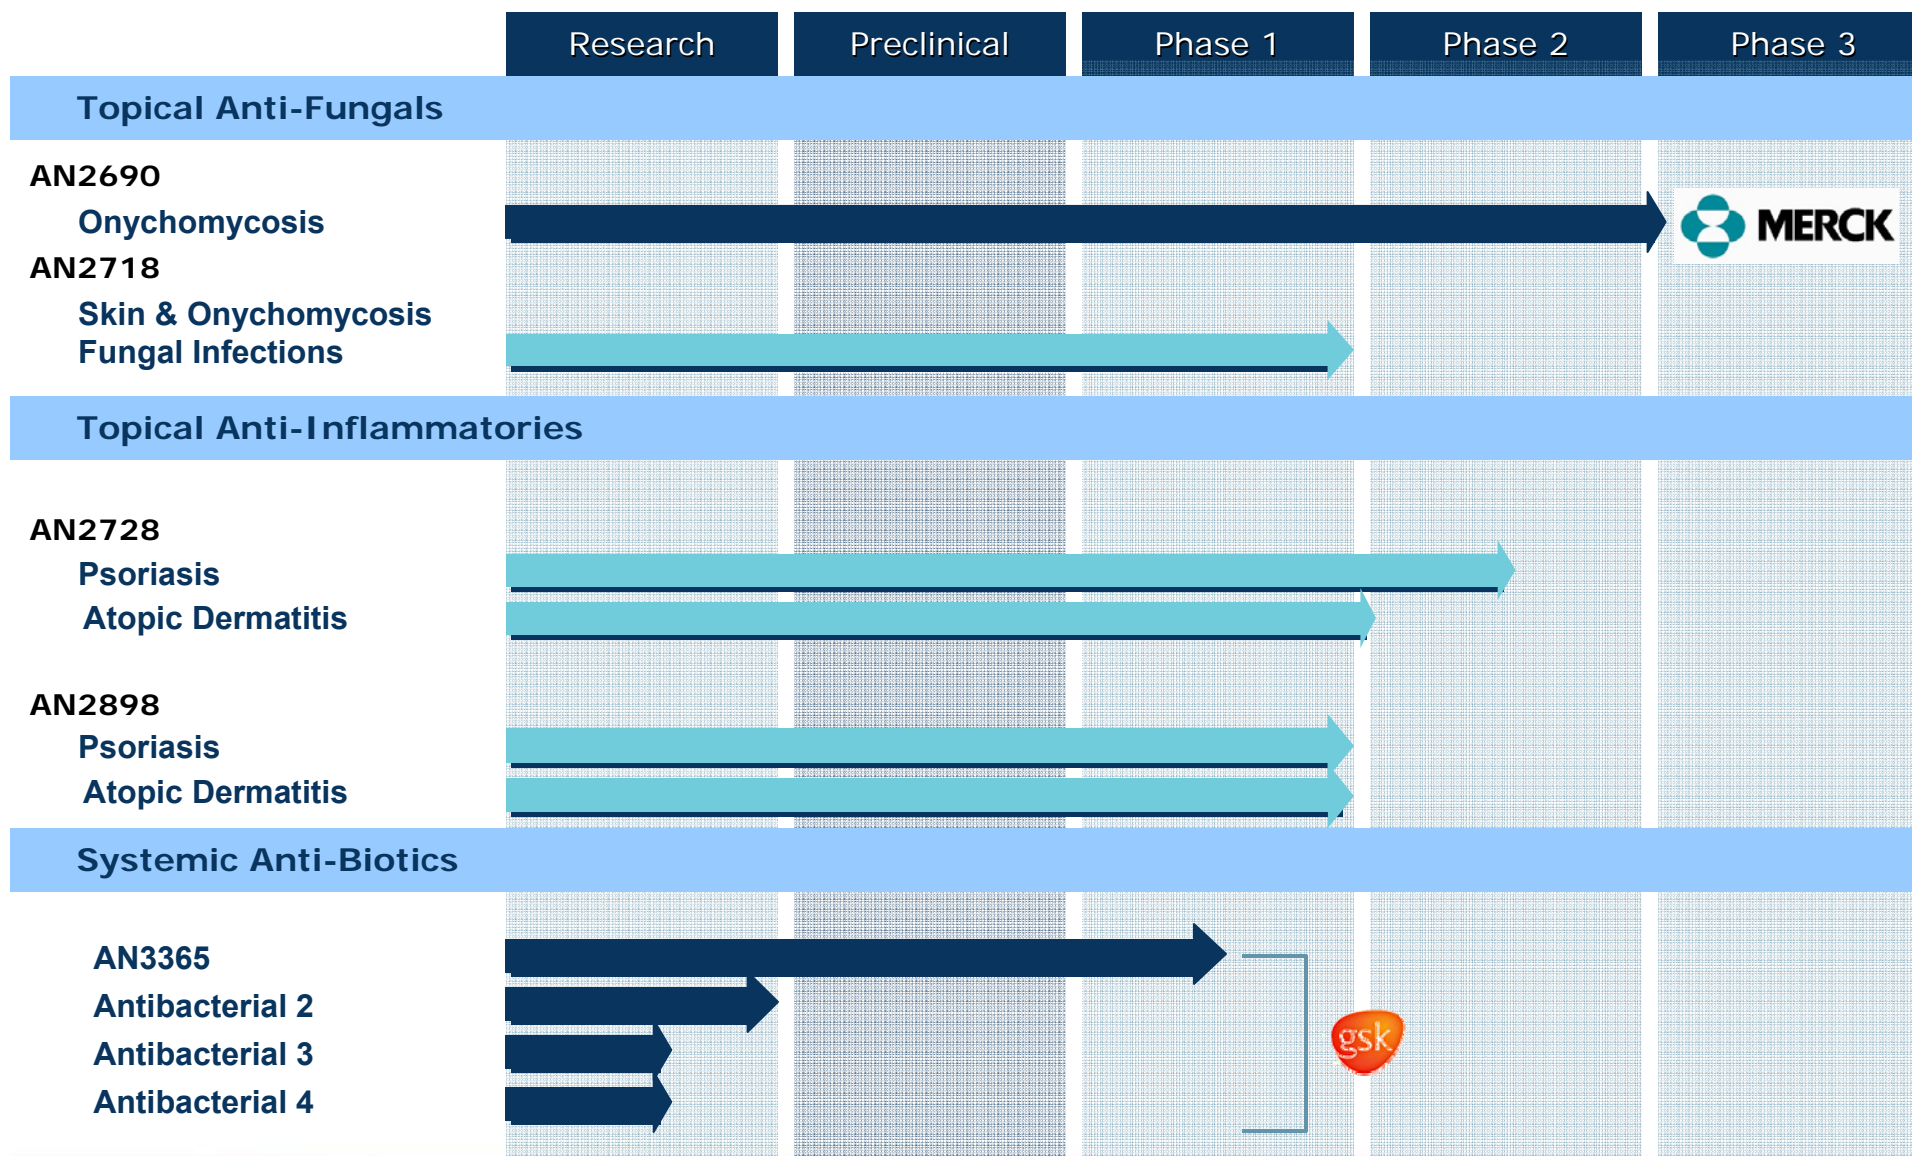 Research Preclinical Phase 1 Phase 2 Phase 3
Topical Anti-Fungals
AN2690
Onychomycosis
MERCK
AN2718
Skin & Onychomycosis
Fungal Infections
Topical Anti-Inflammatories
AN2728
Psoriasis
Atopic Dermatitis
AN2898
Psoriasis
Atopic Dermatitis
Systemic Anti-Biotics
AN3365
Antibacterial 2
gsk
Antibacterial 3
Antibacterial 4